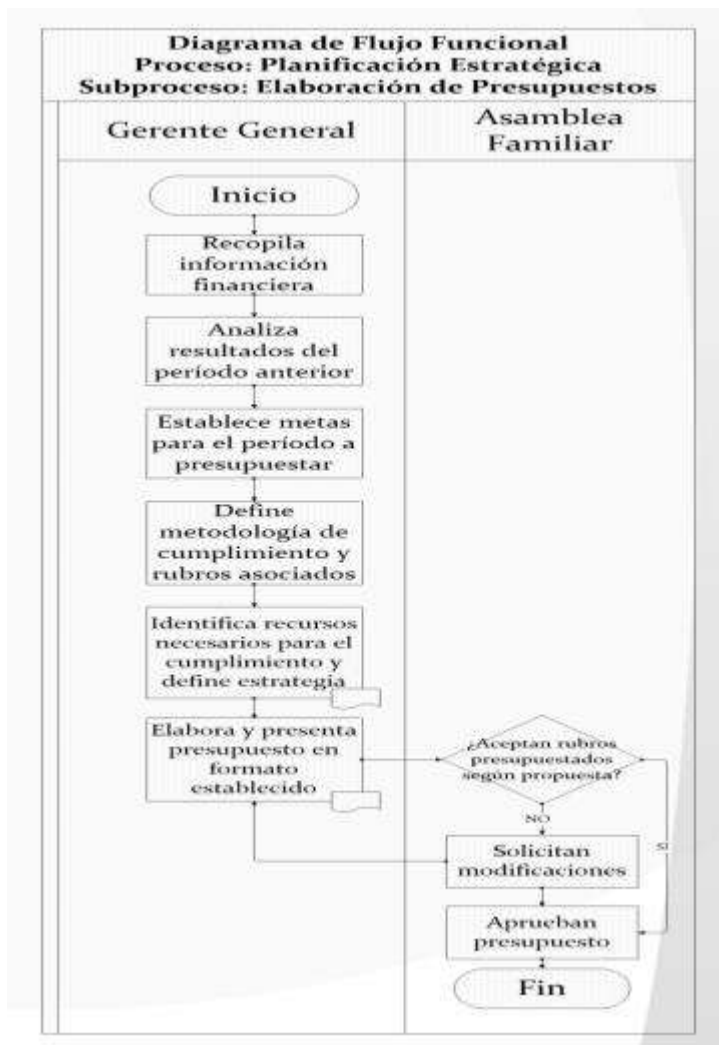 Diagrama de Flujo Funcional
Proceso: Planificación Estratégica
Subproceso: Elaboración de Presupuestos
Gerente General
Asamblea
Familiar
Inicio
Recopila
información
financiera
Analiza
resultados del
período anterior
Establece metas
para el período a
presupuestar
Define
metodología de
cumplimiento y
rubros asociados
Identifica recursos
necesarios para el
cumplimiento y
define estrategia
Elabora y presenta
presupuesto en
formato
establecido
¿Aceptan rubros
presupuestados
según propuesta?
NO
SI
Solicitan
modificaciones
Aprueban
presupuesto
Fin